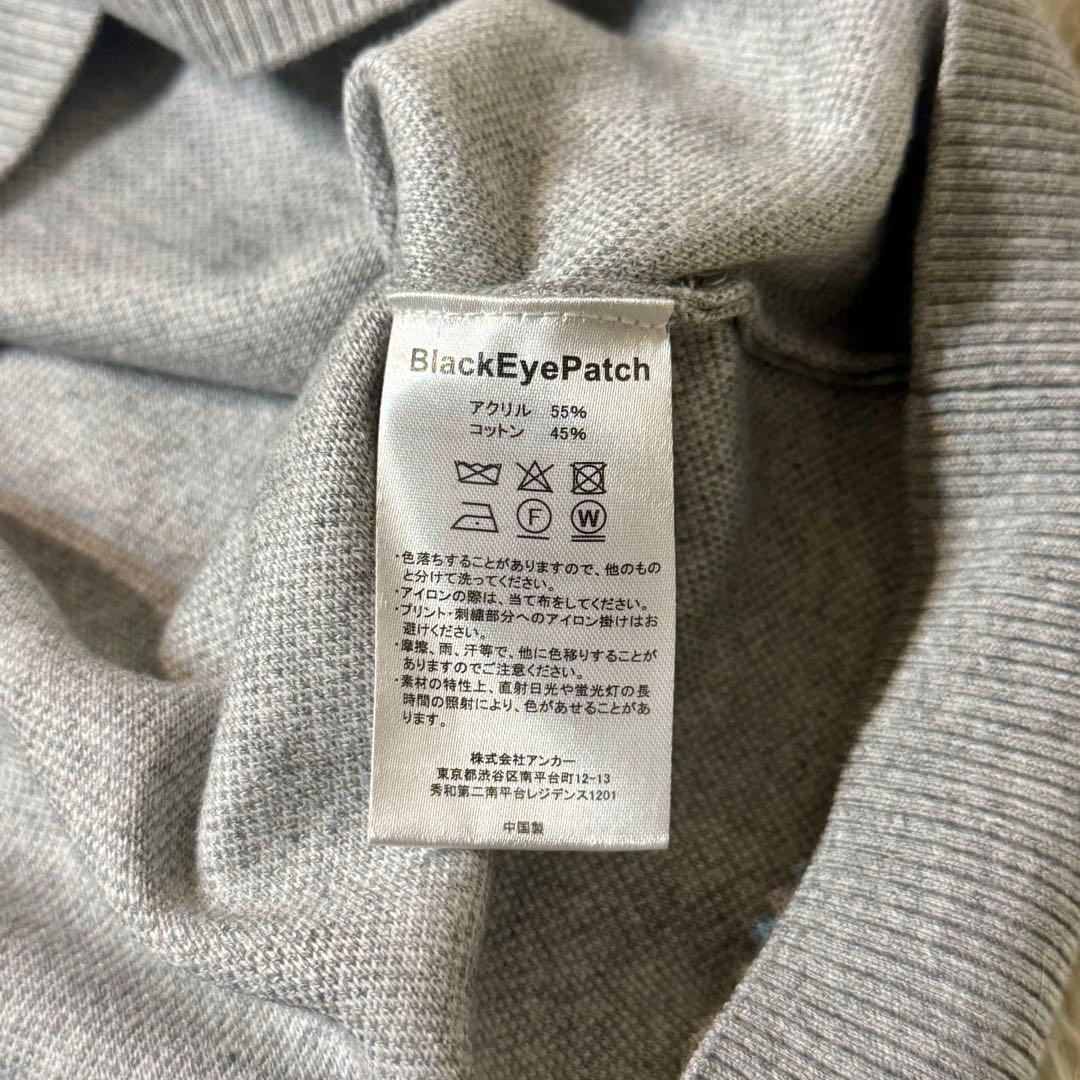 BlackEyePatch
アクリル 55%
コットン 45%
F W
・色落ちすることがありますので、他のもの
と分けて洗ってください。
・アイロンの際は、当て布をしてください。
・プリント・刺繍部分へのアイロン掛けはお
避けください。
・摩擦、雨、汗等で、他に色移りすることが
ありますのでご注意ください。
・素材の特性上、直射日光や蛍光灯の長
時間の照射により、色があせることがあ
ります。
株式会社アンカー
東京都渋谷区南平台町12-13
秀和第二南平台レジデンス1201
中国製